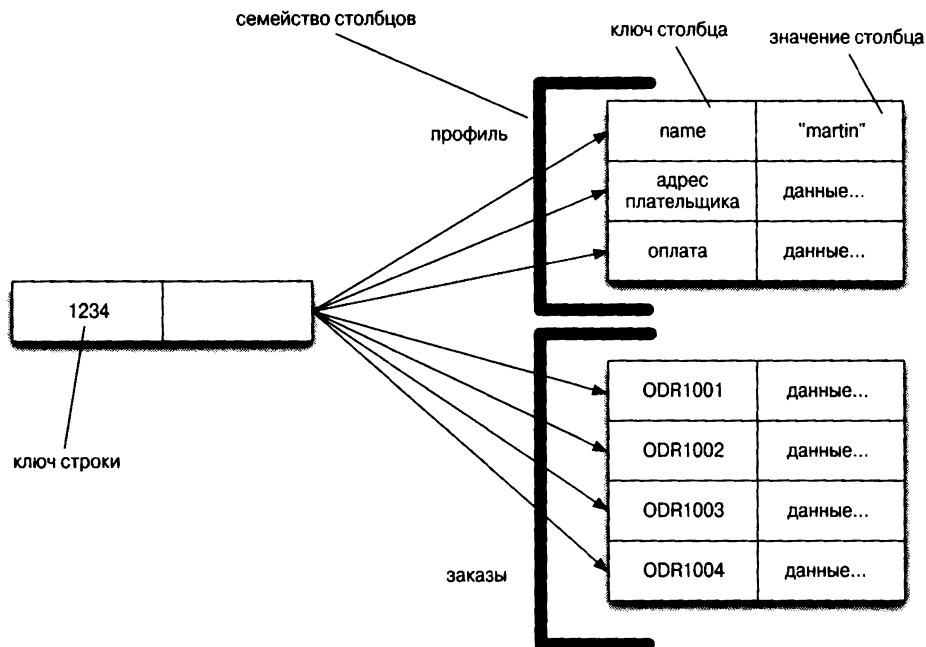 семейство столбцов
ключ столбца
значение столбца
профиль
name
"martin"
адрес
плательщика
данные...
оплата
данные...
1234
ключ строки
ODR1001
данные...
ODR1002
данные...
ODR1003
данные...
ODR1004
данные...
заказы